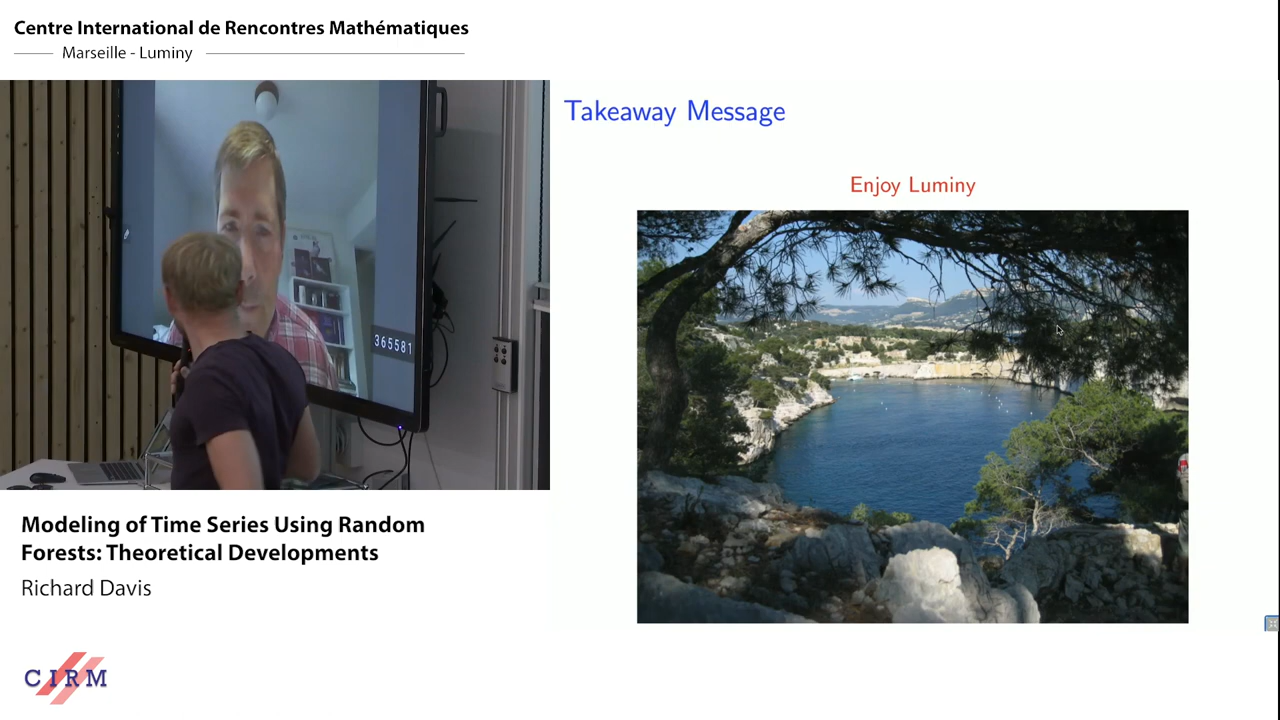 Centre International de Rencontres Mathématiques
Marseille - Luminy
Takeaway Message
Enjoy Luminy
365581
Modeling of Time Series Using Random
Forests: Theoretical Developments
Richard Davis
CIRM